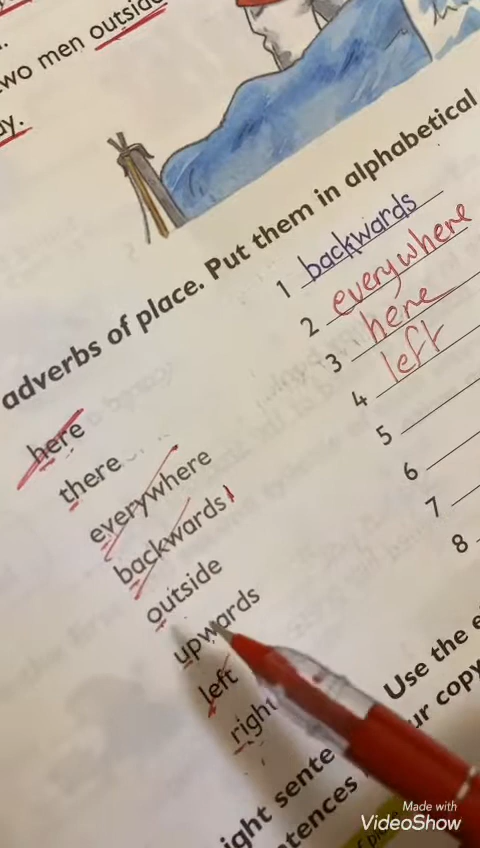 two men outside
ay.
adverbs of place. Put them in alphabetical
1 backwards
2 everywhere
3 here
4 left
5
6
7
8
here
there
everywhere
backwards
outside
upwards
left
right
Use the
ur copy
ight sente
tences
Made with
VideoShow